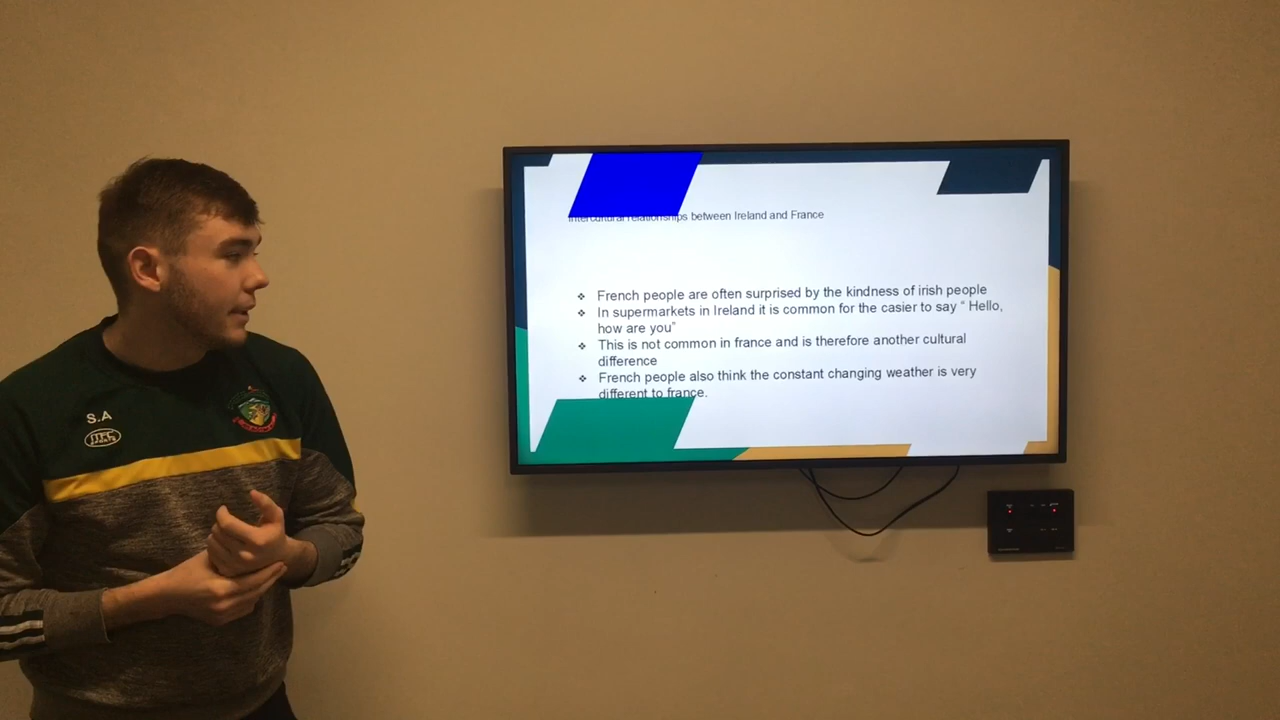 Intercultural relationships between Ireland and France
❖ French people are often surprised by the kindness of irish people
❖ In supermarkets in Ireland it is common for the casier to say “ Hello,
how are you”
❖ This is not common in france and is therefore another cultural
difference
❖ French people also think the constant changing weather is very
different to france.
S.A